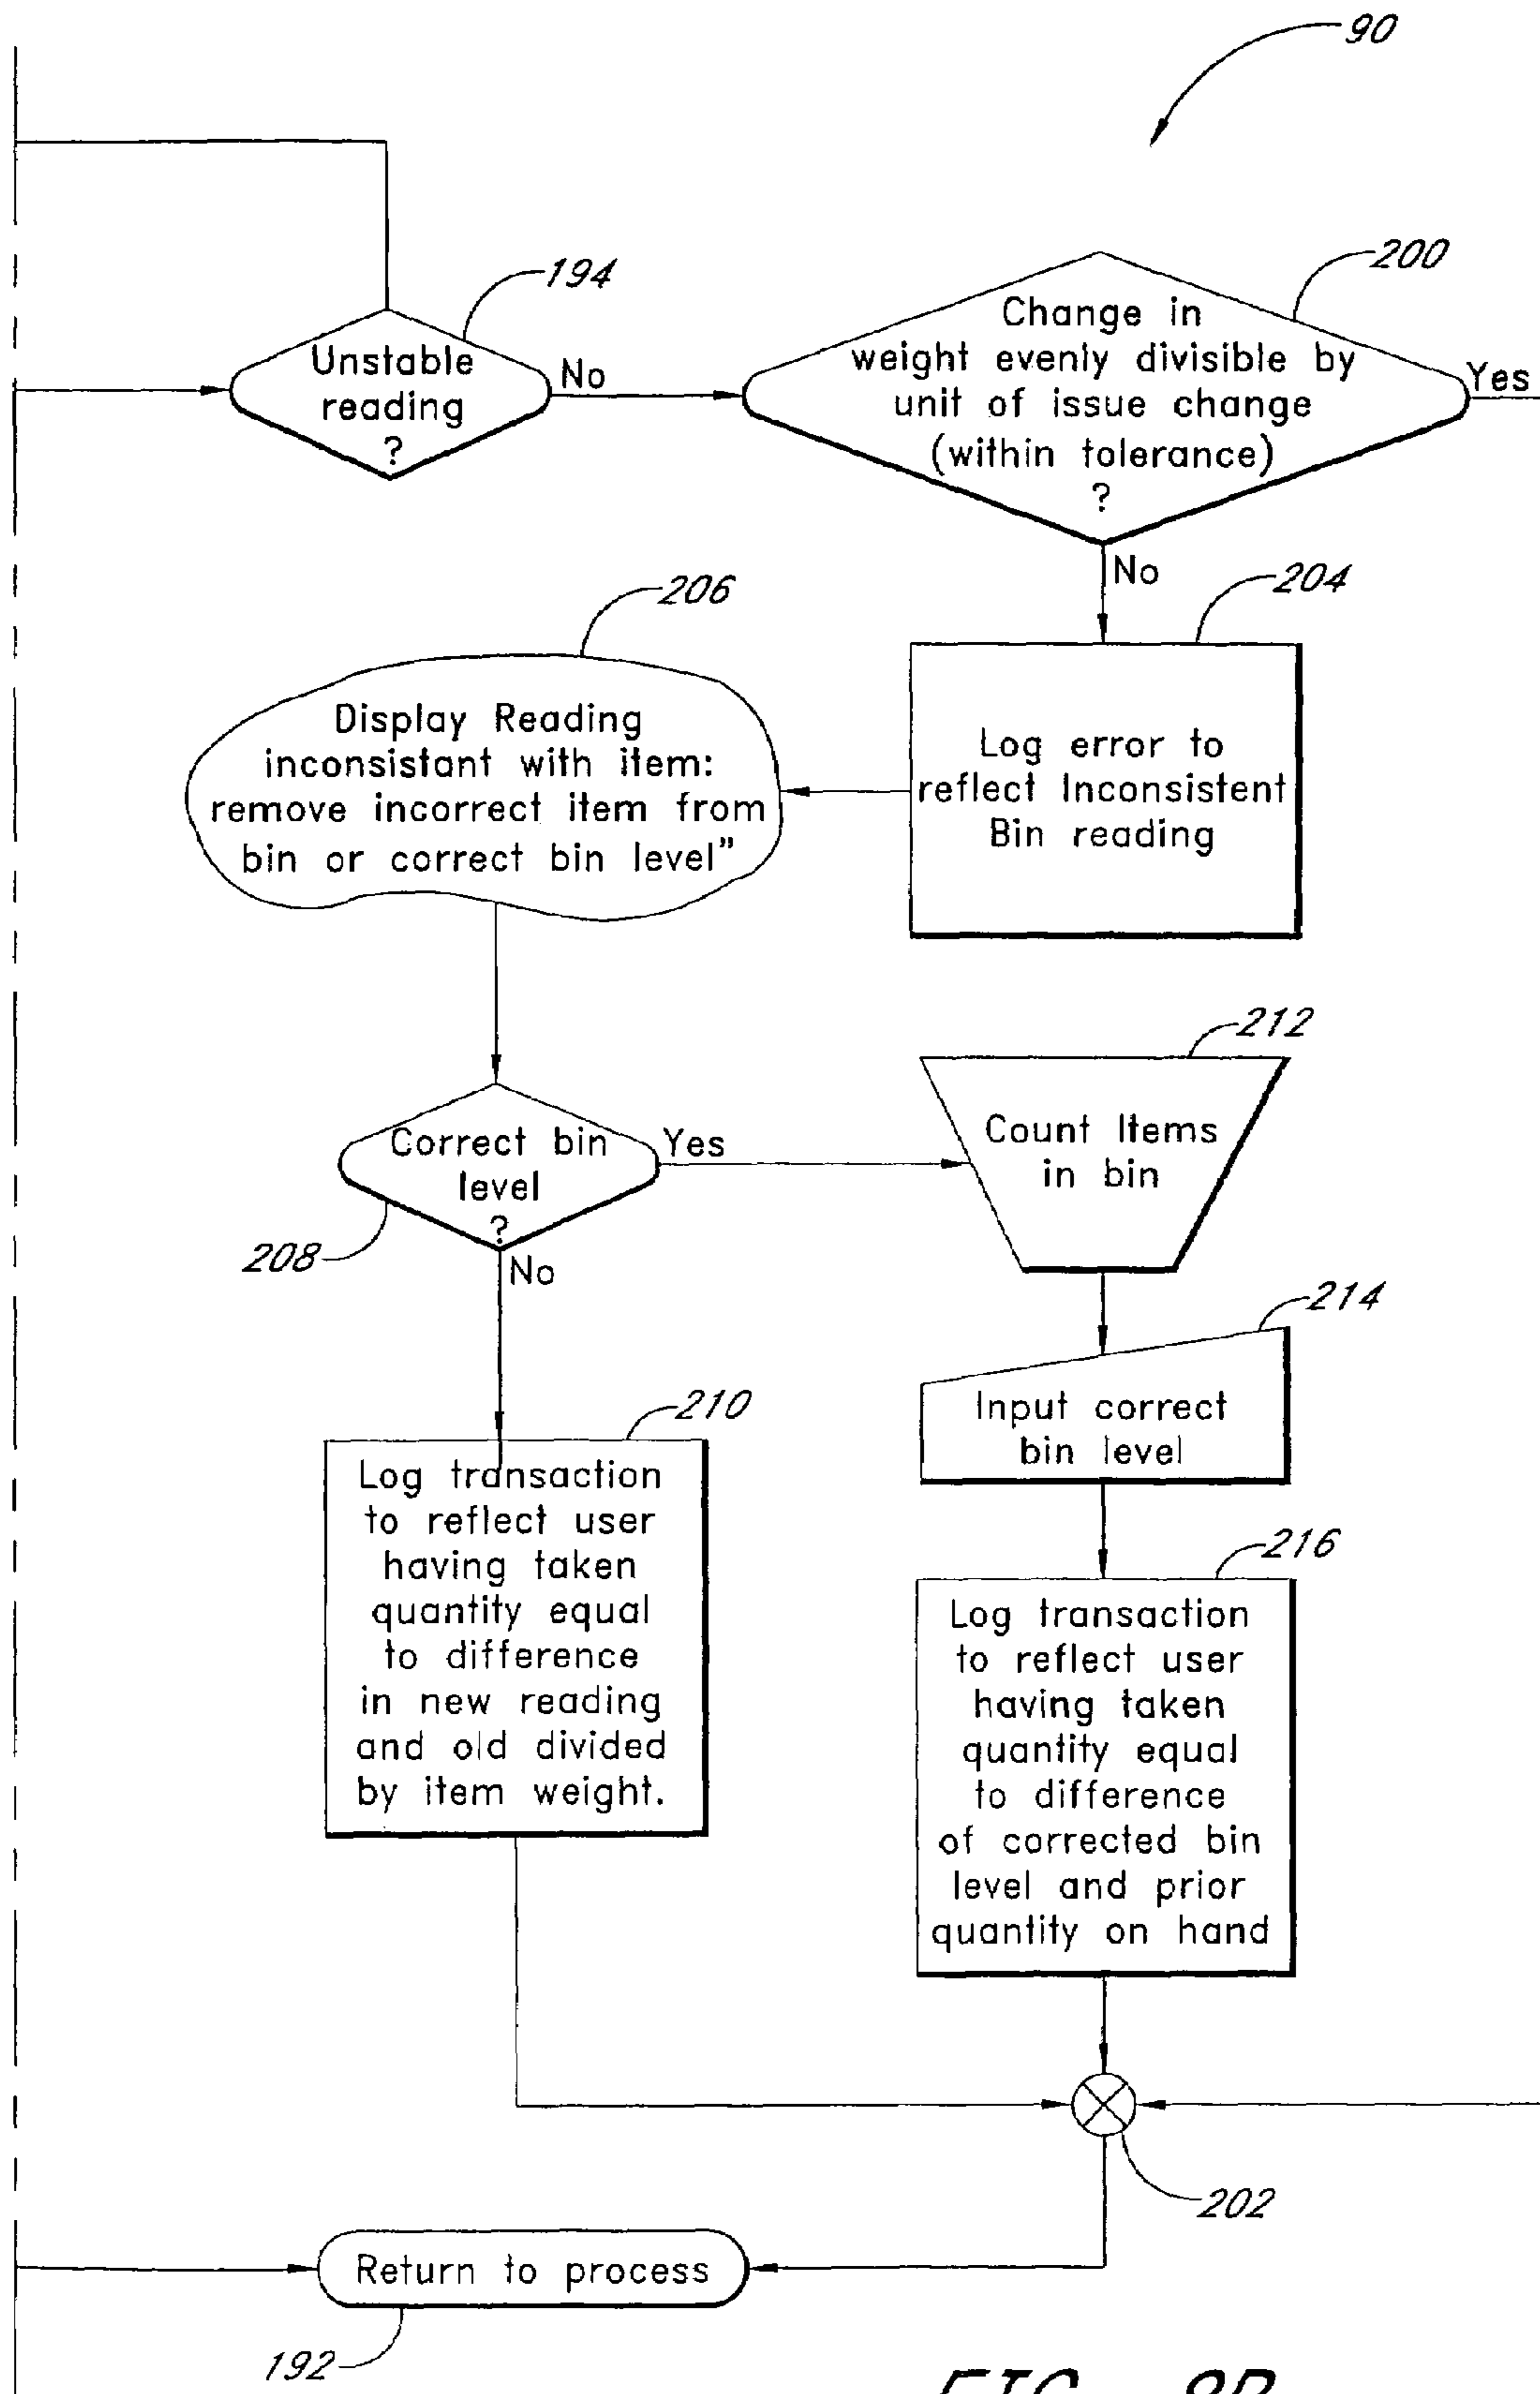 90
194
Unstable
reading
?
No
200
Change in
weight evenly divisible by
unit of issue change
(within tolerance)
?
Yes
No
204
Log error to
reflect Inconsistent
Bin reading
206
Display Reading
inconsistant with item:
remove incorrect item from
bin or correct bin level"
Correct bin
level
?
208
Yes
No
212
Count Items
in bin
214
Input correct
bin level
210
Log transaction
to reflect user
having taken
quantity equal
to difference
in new reading
and old divided
by item weight.
216
Log transaction
to reflect user
having taken
quantity equal
to difference
of corrected bin
level and prior
quantity on hand
202
Return to process
192